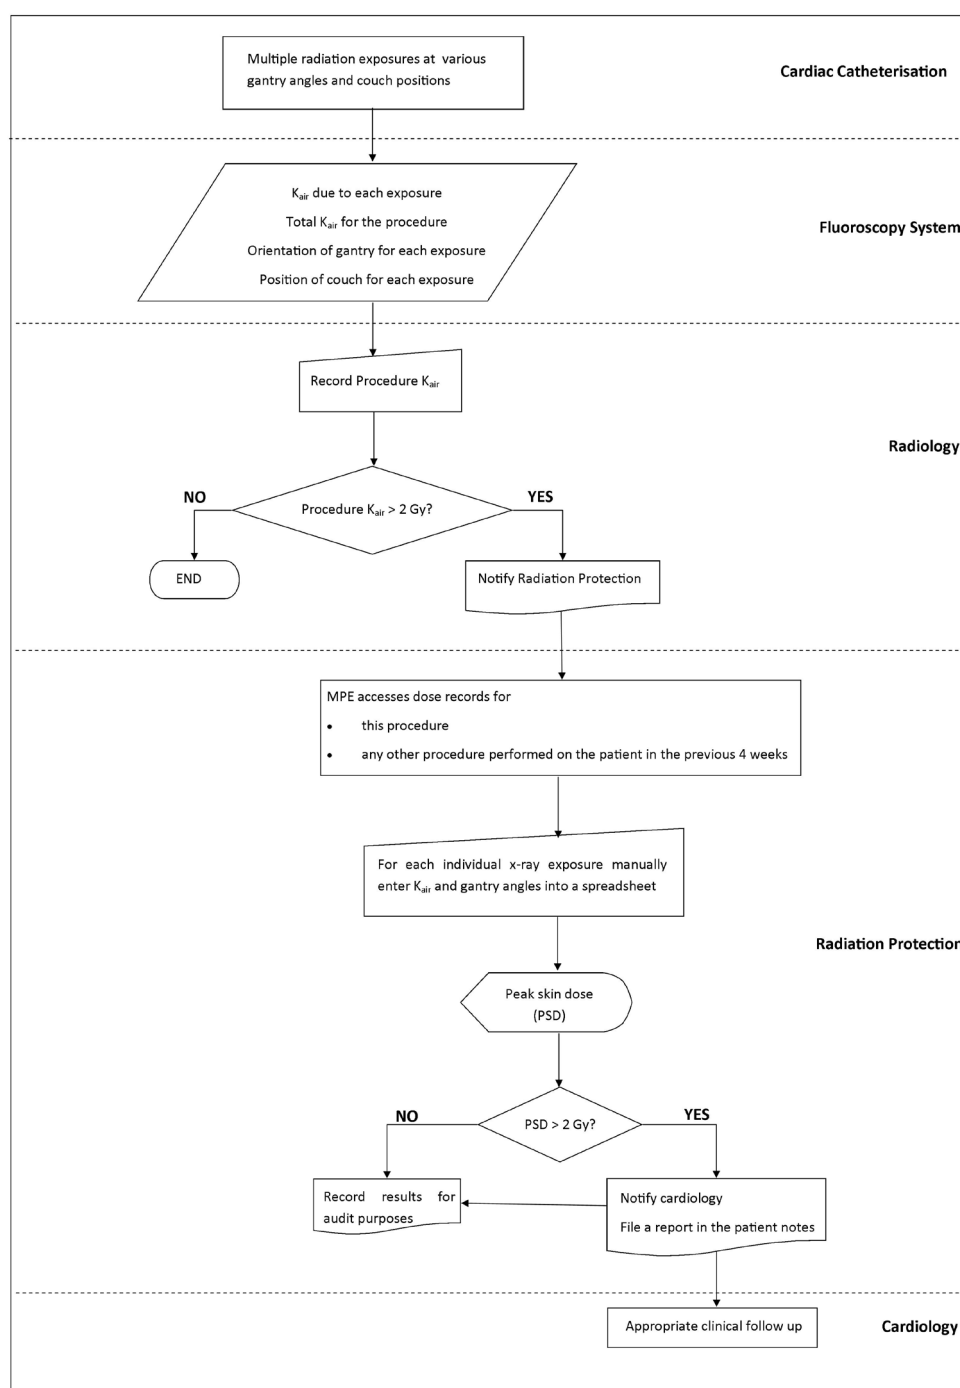 Multiple radiation exposures at various
gantry angles and couch positions
Cardiac Catheterisation
Kair due to each exposure
Total Kair for the procedure
Orientation of gantry for each exposure
Position of couch for each exposure
Fluoroscopy System
Record Procedure Kair
Radiology
NO
YES
Procedure Kair > 2 Gy?
END
Notify Radiation Protection
MPE accesses dose records for
• this procedure
• any other procedure performed on the patient in the previous 4 weeks
For each individual x-ray exposure manually
enter Kair and gantry angles into a spreadsheet
Radiation Protection
Peak skin dose
(PSD)
NO
YES
PSD > 2 Gy?
Record results for
audit purposes
Notify cardiology
File a report in the patient notes
Appropriate clinical follow up
Cardiology